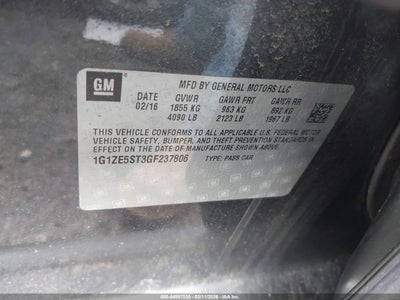 GM
MFD BY GENERAL MOTORS LLC
DATE GVWR GAWR FRT GAWR RR
02/16 1855 KG 963 KG 892 KG
4090 LB 2123 LB 1967 LB
THIS VEHICLE CONFORMS TO ALL APPLICABLE U.S. FEDERAL
MOTOR VEHICLE SAFETY, BUMPER, AND THEFT PREVENTION STANDARDS IN
EFFECT ON THE DATE OF MANUFACTURE SHOWN ABOVE.
1G1ZE5ST3GF237806 TYPE: PASS CAR